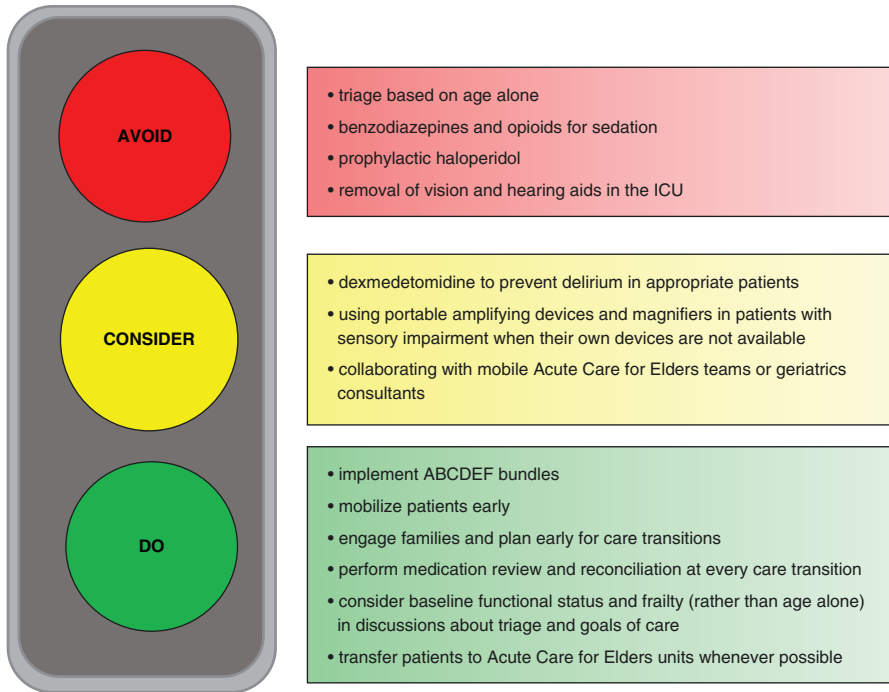 AVOID
• triage based on age alone
• benzodiazepines and opioids for sedation
• prophylactic haloperidol
• removal of vision and hearing aids in the ICU
CONSIDER
• dexmedetomidine to prevent delirium in appropriate patients
• using portable amplifying devices and magnifiers in patients with
sensory impairment when their own devices are not available
• collaborating with mobile Acute Care for Elders teams or geriatrics
consultants
DO
• implement ABCDEF bundles
• mobilize patients early
• engage families and plan early for care transitions
• perform medication review and reconciliation at every care transition
• consider baseline functional status and frailty (rather than age alone)
in discussions about triage and goals of care
• transfer patients to Acute Care for Elders units whenever possible